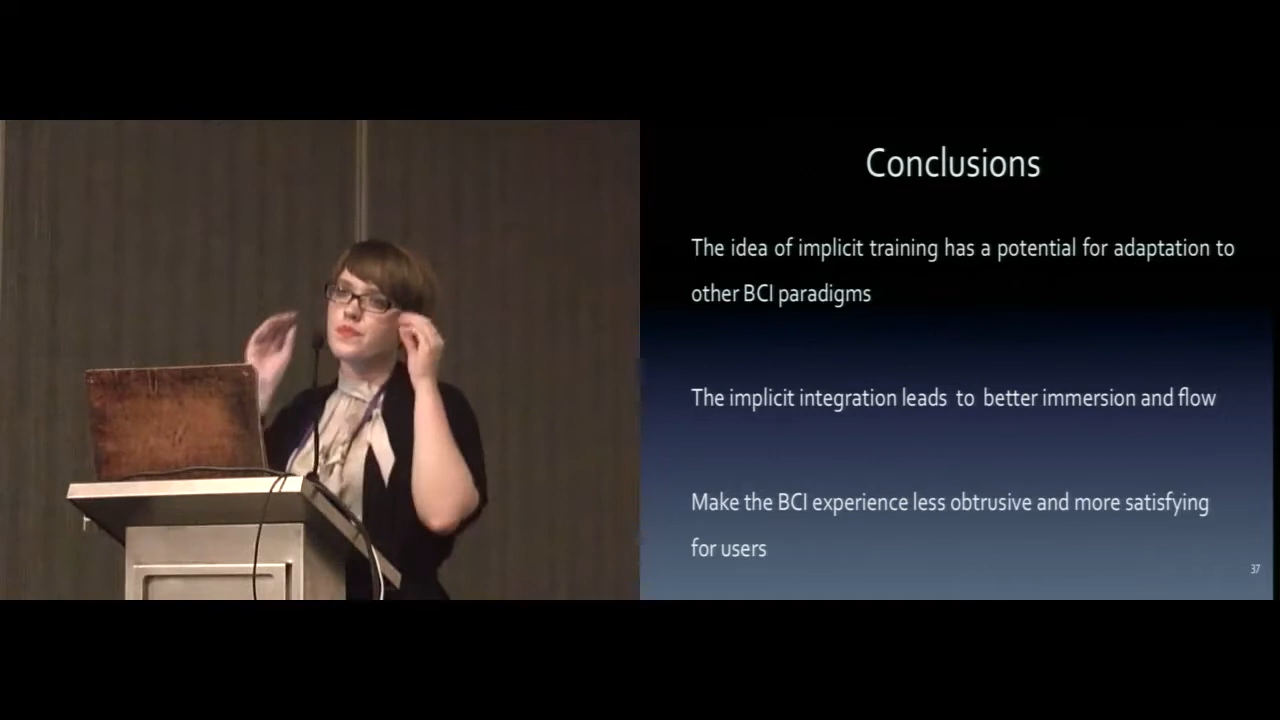 Conclusions
The idea of implicit training has a potential for adaptation to
other BCI paradigms
The implicit integration leads to better immersion and flow
Make the BCI experience less obtrusive and more satisfying
for users
37